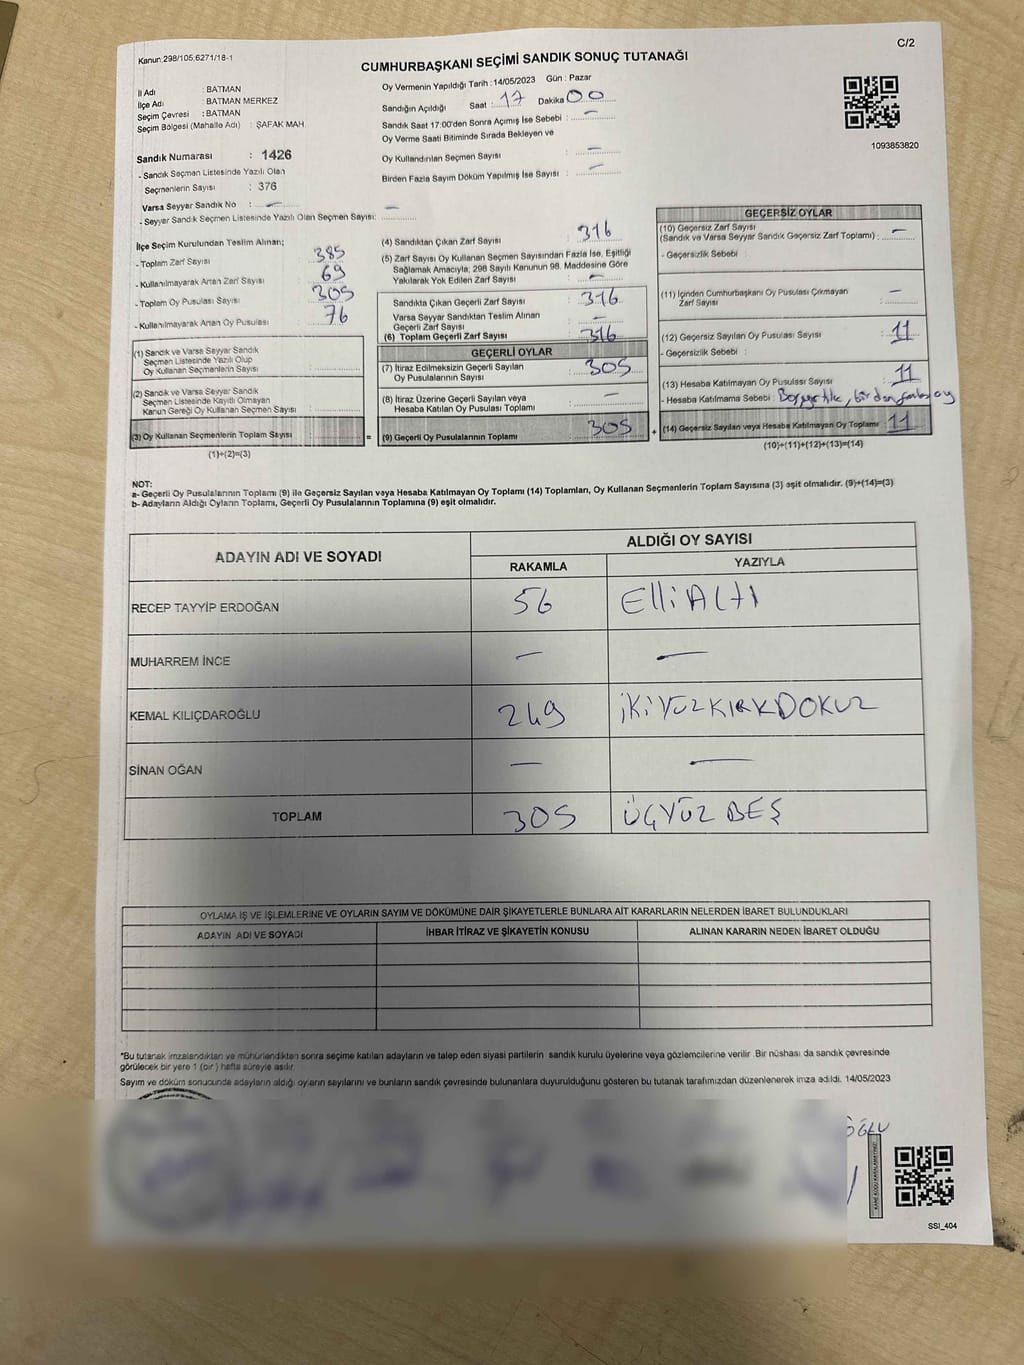 Kanun,298/105,6271/18-1
C/2
CUMHURBAŞKANI SEÇİMİ SANDIK SONUÇ TUTANAĞI
İl Adı : BATMAN
İlçe Adı : BATMAN MERKEZ
Seçim Çevresi : BATMAN
Seçim Bölgesi (Mahalle Adı) : ŞAFAK MAH.
Sandık Numarası : 1426
- Sandık Seçmen Listesinde Yazılı Olan
Seçmenlerin Sayısı : 376
Varsa Seyyar Sandık No : —
- Seyyar Sandık Seçmen Listesinde Yazılı Olan Seçmen Sayısı: —
Oy Vermenin Yapıldığı Tarih : 14/05/2023 Gün : Pazar
Sandığın Açıldığı Saat : 17 Dakika 00
Sandık Saat 17:00'den Sonra Açımış İse Sebebi : —
Oy Verme Saati Bitiminde Sırada Bekleyen ve
Oy Kullandırılan Seçmen Sayısı : —
Birden Fazla Sayım Döküm Yapılmış İse Sayısı : —
1093853820
İlçe Seçim Kurulundan Teslim Alınan;
- Toplam Zarf Sayısı : 385
- Kullanılmayarak Artan Zarf Sayısı : 69
- Toplam Oy Pusulası Sayısı : 305
- Kullanılmayarak Artan Oy Pusulası : 76
(1) Sandık ve Varsa Seyyar Sandık
Seçmen Listesinde Yazılı Olup
Oy Kullanan Seçmenlerin Sayısı :
(2) Sandık ve Varsa Seyyar Sandık
Seçmen Listesinde Kayıtlı Olmayan
Kanun Gereği Oy Kullanan Seçmen Sayısı :
(3) Oy Kullanan Seçmenlerin Toplam Sayısı :
(1)+(2)=(3)
(4) Sandıktan Çıkan Zarf Sayısı : 316
(5) Zarf Sayısı Oy Kullanan Seçmen Sayısından Fazla İse, Eşitliği
Sağlamak Amacıyla; 298 Sayılı Kanunun 98. Maddesine Göre
Yakılarak Yok Edilen Zarf Sayısı : —
Sandıkta Çıkan Geçerli Zarf Sayısı : 316
Varsa Seyyar Sandıktan Teslim Alınan
Geçerli Zarf Sayısı : —
(6) Toplam Geçerli Zarf Sayısı : 316
GEÇERLİ OYLAR
(7) İtiraz Edilmeksizin Geçerli Sayılan
Oy Pusulalarının Sayısı : 305
(8) İtiraz Üzerine Geçerli Sayılan veya
Hesaba Katılan Oy Pusulası Toplamı : —
= (9) Geçerli Oy Pusulalarının Toplamı : 305 +
GEÇERSİZ OYLAR
(10) Geçersiz Zarf Sayısı
(Sandık ve Varsa Seyyar Sandık Geçersiz Zarf Toplamı) : —
- Geçersizlik Sebebi :
(11) İçinden Cumhurbaşkanı Oy Pusulası Çıkmayan
Zarf Sayısı : —
(12) Geçersiz Sayılan Oy Pusulası Sayısı : 11
- Geçersizlik Sebebi :
(13) Hesaba Katılmayan Oy Pusulası Sayısı : 11
- Hesaba Katılmama Sebebi : bir den fazla oy
(14) Geçersiz Sayılan veya Hesaba Katılmayan Oy Toplamı : 11
(10)+(11)+(12)+(13)=(14)
NOT:
a- Geçerli Oy Pusulalarının Toplamı (9) ile Geçersiz Sayılan veya Hesaba Katılmayan Oy Toplamı (14) Toplamları, Oy Kullanan Seçmenlerin Toplam Sayısına (3) eşit olmalıdır. (9)+(14)=(3)
b- Adayların Aldığı Oyların Toplamı, Geçerli Oy Pusulalarının Toplamına (9) eşit olmalıdır.
ADAYIN ADI VE SOYADI
ALDIĞI OY SAYISI
RAKAMLA YAZIYLA
RECEP TAYYİP ERDOĞAN 56 Elli Altı
MUHARREM İNCE — —
KEMAL KILIÇDAROĞLU 249 İKİ YÜZ KIRK DOKUZ
SİNAN OĞAN — —
TOPLAM 305 ÜÇYÜZ BEŞ
OYLAMA İŞ VE İŞLEMLERİNE VE OYLARIN SAYIM VE DÖKÜMÜNE DAİR ŞİKAYETLERLE BUNLARA AİT KARARLARIN NELERDEN İBARET BULUNDUKLARI
ADAYIN ADI VE SOYADI İHBAR İTİRAZ VE ŞİKAYETİN KONUSU ALINAN KARARIN NEDEN İBARET OLDUĞU
*Bu tutanak imzalandıktan ve mühürlendikten sonra seçime katılan adayların ve talep eden siyasi partilerin sandık kurulu üyelerine veya gözlemcilerine verilir .Bir nüshası da sandık çevresinde
görülecek bir yere 1 (bir ) hafta süreyle asılır.
Sayım ve döküm sonucunda adayların aldığı oyların sayılarını ve bunların sandık çevresinde bulunanlara duyurulduğunu gösteren bu tutanak tarafımızdan düzenlenerek imza edildi. 14/05/2023
SSI_404